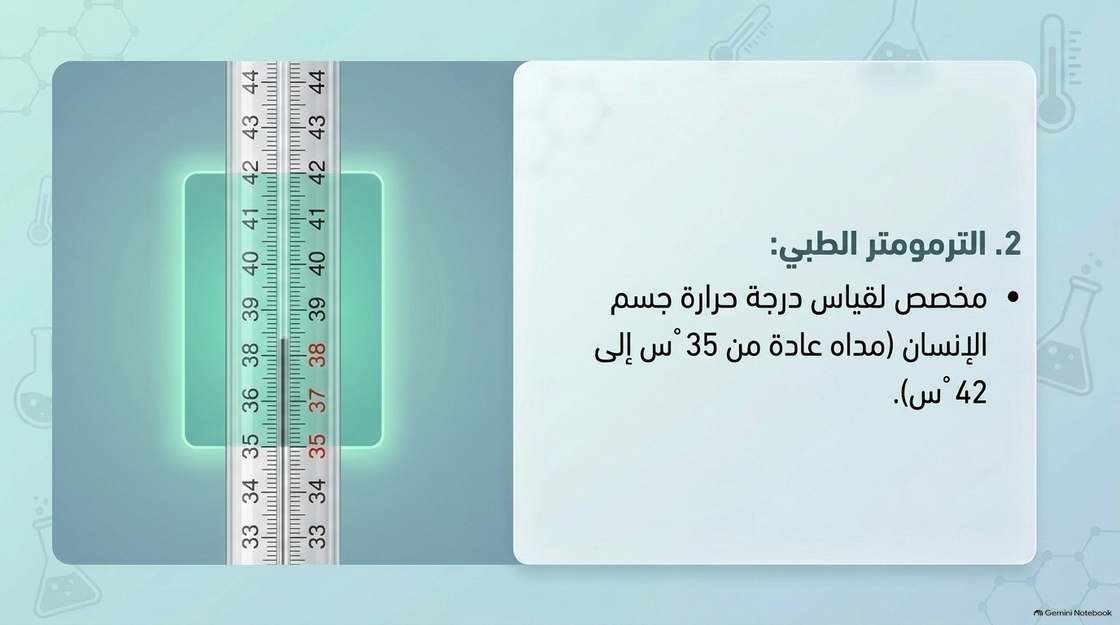 2. الترمومتر الطبي:
• مخصص لقياس درجة حرارة جسم
الإنسان (مداه عادة من 35 ْس إلى
42 ْس).
44 44
43 43
42 42
41 41
40 40
39 39
38 38
36 37
35 35
34 34
33 33
Gemini Notebook